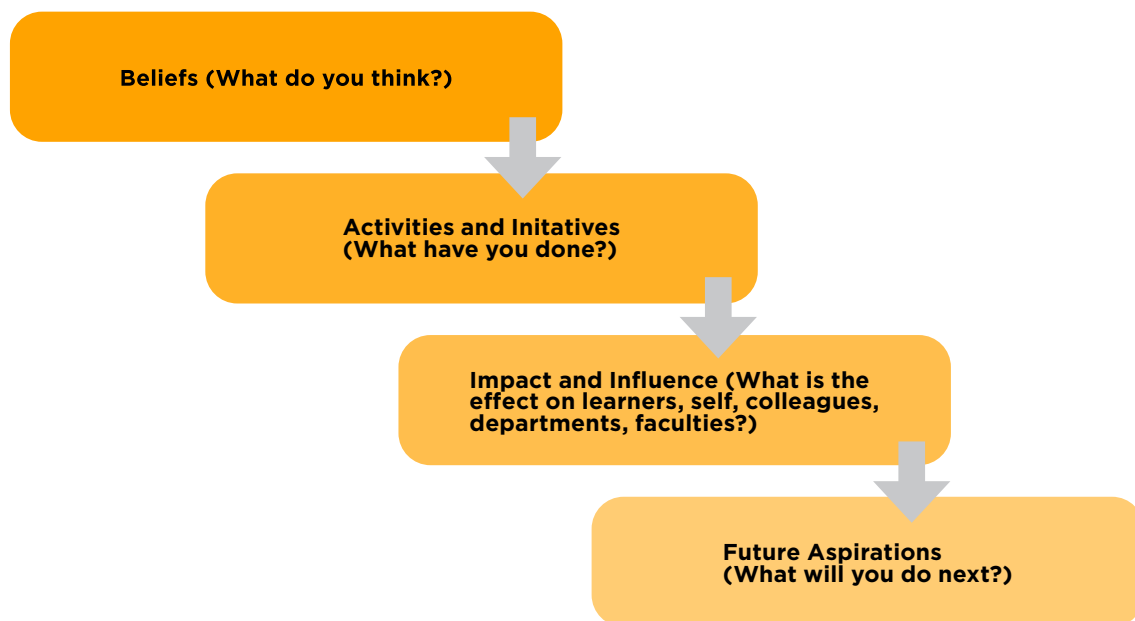 Beliefs (What do you think?)
Activities and Initatives
(What have you done?)
Impact and Influence (What is the
effect on learners, self, colleagues,
departments, faculties?)
Future Aspirations
(What will you do next?)